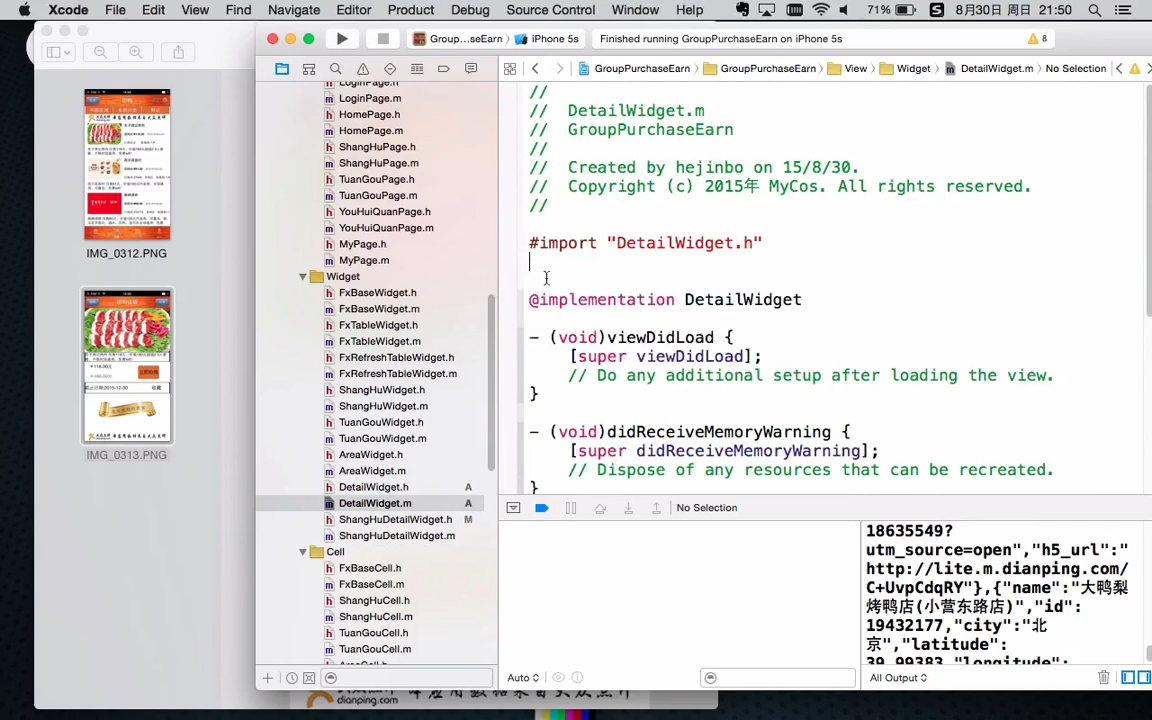 Xcode File Edit View Find Navigate Editor Product Debug Source Control Window Help 71% 8月30日 周日 21:50
Group...seEarn iPhone 5s Finished running GroupPurchaseEarn on iPhone 5s 8
GroupPurchaseEarn GroupPurchaseEarn View Widget DetailWidget.m No Selection
IMG_0312.PNG
IMG_0313.PNG
LoginPage.h
LoginPage.m
HomePage.h
HomePage.m
ShangHuPage.h
ShangHuPage.m
TuanGouPage.h
TuanGouPage.m
YouHuiQuanPage.h
YouHuiQuanPage.m
MyPage.h
MyPage.m
Widget
FxBaseWidget.h
FxBaseWidget.m
FxTableWidget.h
FxTableWidget.m
FxRefreshTableWidget.h
FxRefreshTableWidget.m
ShangHuWidget.h
ShangHuWidget.m
TuanGouWidget.h
TuanGouWidget.m
AreaWidget.h
AreaWidget.m
DetailWidget.h A
DetailWidget.m A
ShangHuDetailWidget.h M
ShangHuDetailWidget.m
Cell
FxBaseCell.h
FxBaseCell.m
ShangHuCell.h
ShangHuCell.m
TuanGouCell.h
TuanGouCell.m
//
// DetailWidget.m
// GroupPurchaseEarn
//
// Created by hejinbo on 15/8/30.
// Copyright (c) 2015年 MyCos. All rights reserved.
//
#import "DetailWidget.h"
@implementation DetailWidget
- (void)viewDidLoad {
[super viewDidLoad];
// Do any additional setup after loading the view.
}
- (void)didReceiveMemoryWarning {
[super didReceiveMemoryWarning];
// Dispose of any resources that can be recreated.
}
No Selection
18635549?
utm_source=open","h5_url":"
http://lite.m.dianping.com/
C+UvpCdqRY"},{"name":"大鸭梨
烤鸭店(小营东路店)","id":
19432177,"city":"北
京","latitude":
39.99383,"longitude":
Auto All Output
dianping.com